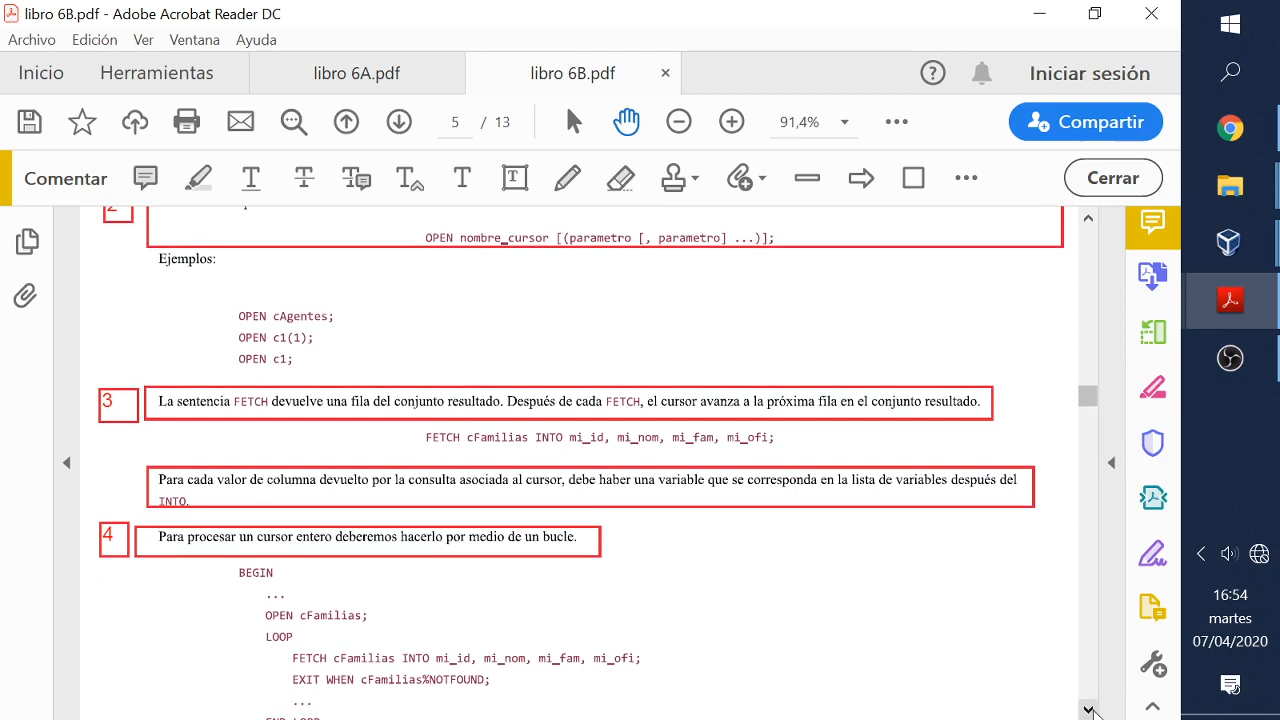 libro 6B.pdf - Adobe Acrobat Reader DC
Archivo Edición Ver Ventana Ayuda
Inicio Herramientas libro 6A.pdf libro 6B.pdf × Iniciar sesión
5 / 13 91,4% Compartir
Comentar Cerrar
2
OPEN nombre_cursor [(parametro [, parametro] ...)];
Ejemplos:
OPEN cAgentes;
OPEN c1(1);
OPEN c1;
3 La sentencia FETCH devuelve una fila del conjunto resultado. Después de cada FETCH, el cursor avanza a la próxima fila en el conjunto resultado.
FETCH cFamilias INTO mi_id, mi_nom, mi_fam, mi_ofi;
Para cada valor de columna devuelto por la consulta asociada al cursor, debe haber una variable que se corresponda en la lista de variables después del
INTO.
4 Para procesar un cursor entero deberemos hacerlo por medio de un bucle.
BEGIN
...
OPEN cFamilias;
LOOP
FETCH cFamilias INTO mi_id, mi_nom, mi_fam, mi_ofi;
EXIT WHEN cFamilias%NOTFOUND;
...
END LOOP
16:54
martes
07/04/2020